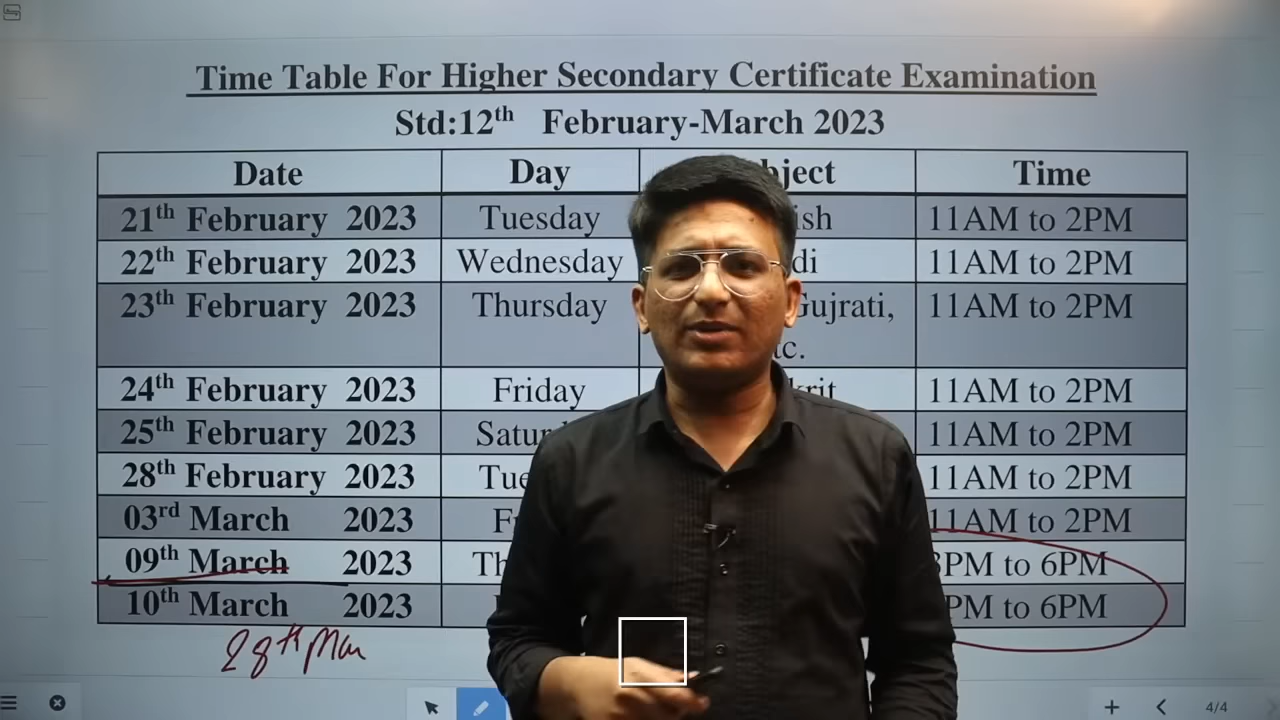 Time Table For Higher Secondary Certificate Examination
Std:12th February-March 2023
Date Day Time
21th February 2023 Tuesday 11AM to 2PM
22th February 2023 Wednesday 11AM to 2PM
23th February 2023 Thursday Gujrati, 11AM to 2PM
24th February 2023 Friday 11AM to 2PM
25th February 2023 11AM to 2PM
28th February 2023 11AM to 2PM
03rd March 2023 11AM to 2PM
09th March 2023 3PM to 6PM
10th March 2023 PM to 6PM
28th Mar
4/4